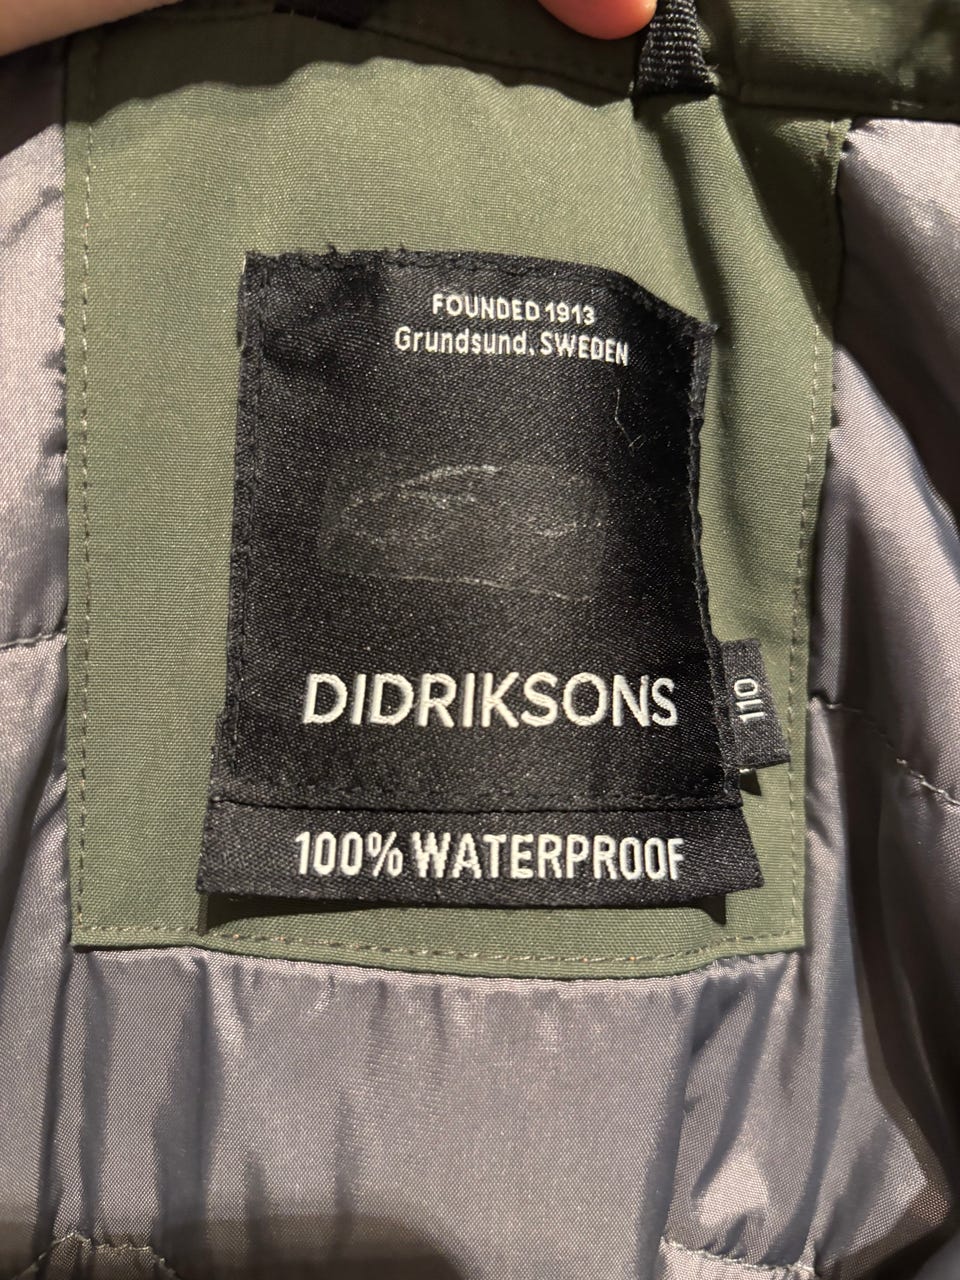 FOUNDED 1913
Grundsund, SWEDEN
DIDRIKSONS
110
100% WATERPROOF